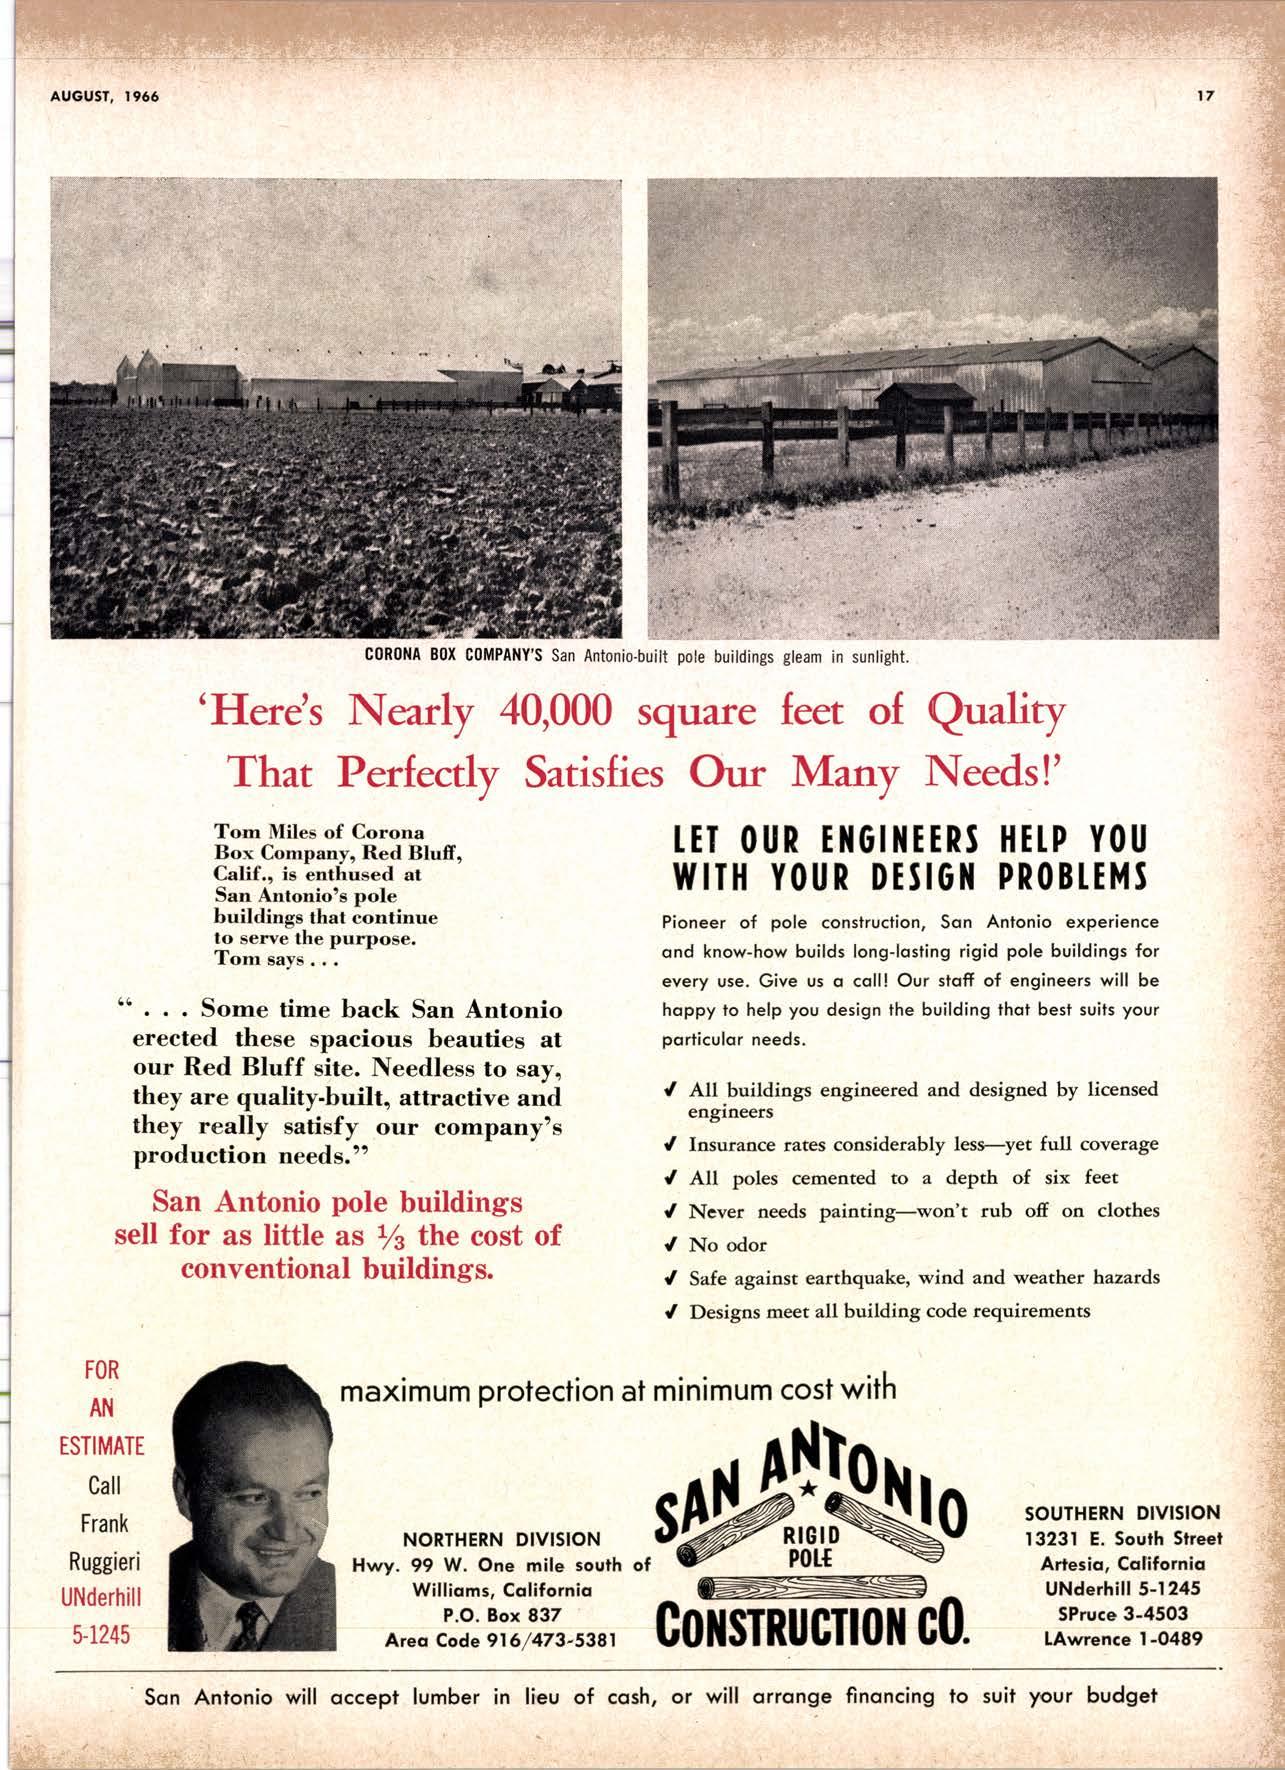 AUGUST, 1966
17
CORONA BOX COMPANY'S San Antonio-built pole buildings gleam in sunlight.
'Here's Nearly 40,000 square feet of Quality
That Perfectly Satisfies Our Many Needs!'
Tom Miles of Corona
Box Company, Red Bluff,
Calif., is enthused at
San Antonio's pole
buildings that continue
to serve the purpose.
Tom says . . .
“ . . . Some time back San Antonio
erected these spacious beauties at
our Red Bluff site. Needless to say,
they are quality-built, attractive and
they really satisfy our company's
production needs.”
San Antonio pole buildings
sell for as little as ⅓ the cost of
conventional buildings.
LET OUR ENGINEERS HELP YOU
WITH YOUR DESIGN PROBLEMS
Pioneer of pole construction, San Antonio experience
and know-how builds long-lasting rigid pole buildings for
every use. Give us a call! Our staff of engineers will be
happy to help you design the building that best suits your
particular needs.
✓ All buildings engineered and designed by licensed
engineers
✓ Insurance rates considerably less—yet full coverage
✓ All poles cemented to a depth of six feet
✓ Never needs painting—won't rub off on clothes
✓ No odor
✓ Safe against earthquake, wind and weather hazards
✓ Designs meet all building code requirements
FOR
AN
ESTIMATE
Call
Frank
Ruggieri
UNderhill
5-1245
maximum protection at minimum cost with
NORTHERN DIVISION
Hwy. 99 W. One mile south of
Williams, California
P.O. Box 837
Area Code 916/473-5381
SAN ANTONIO
RIGID
POLE
CONSTRUCTION CO.
SOUTHERN DIVISION
13231 E. South Street
Artesia, California
UNderhill 5-1245
SPruce 3-4503
LAwrence 1-0489
San Antonio will accept lumber in lieu of cash, or will arrange financing to suit your budget